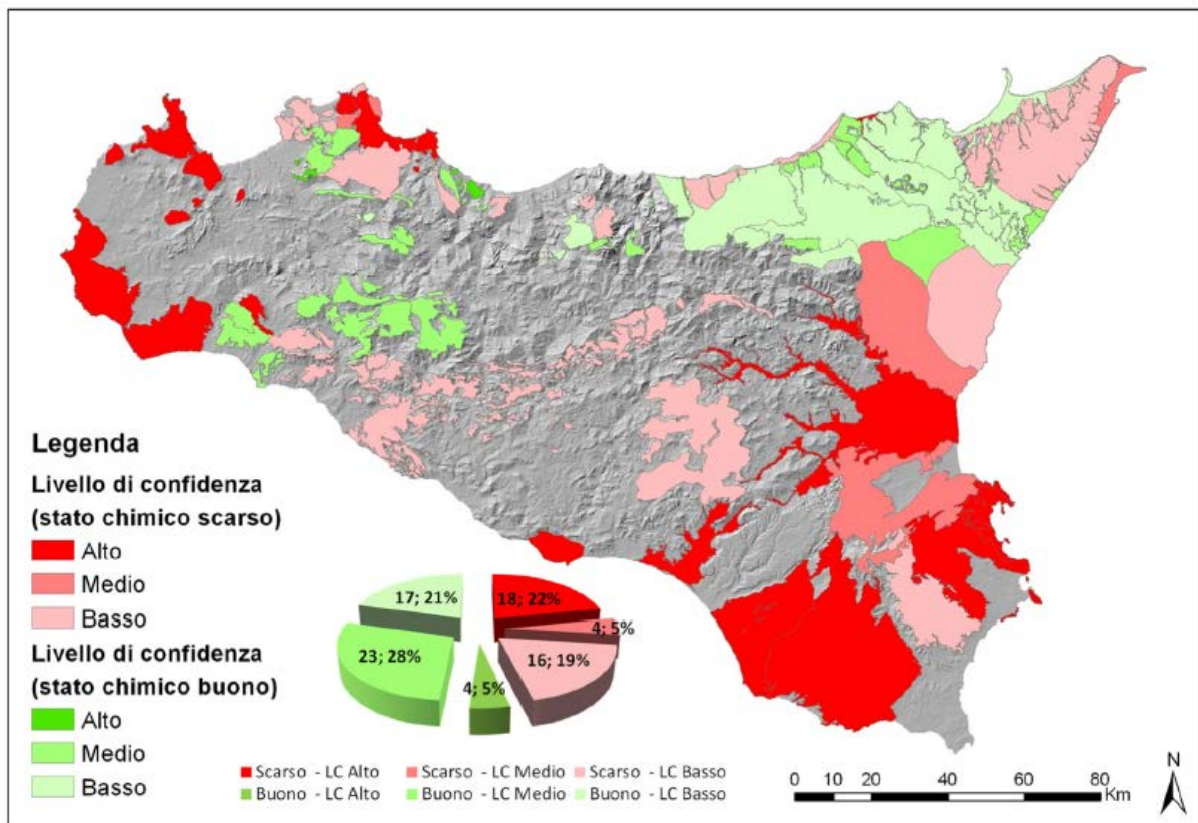 Legenda
Livello di confidenza
(stato chimico scarso)
Alto
Medio
Basso
Livello di confidenza
(stato chimico buono)
Alto
Medio
Basso
17; 21%
18; 22%
4; 5%
23; 28%
16; 19%
4; 5%
Scarso - LC Alto Scarso - LC Medio Scarso - LC Basso
Buono - LC Alto Buono - LC Medio Buono - LC Basso
N
0 10 20 40 60 80
Km